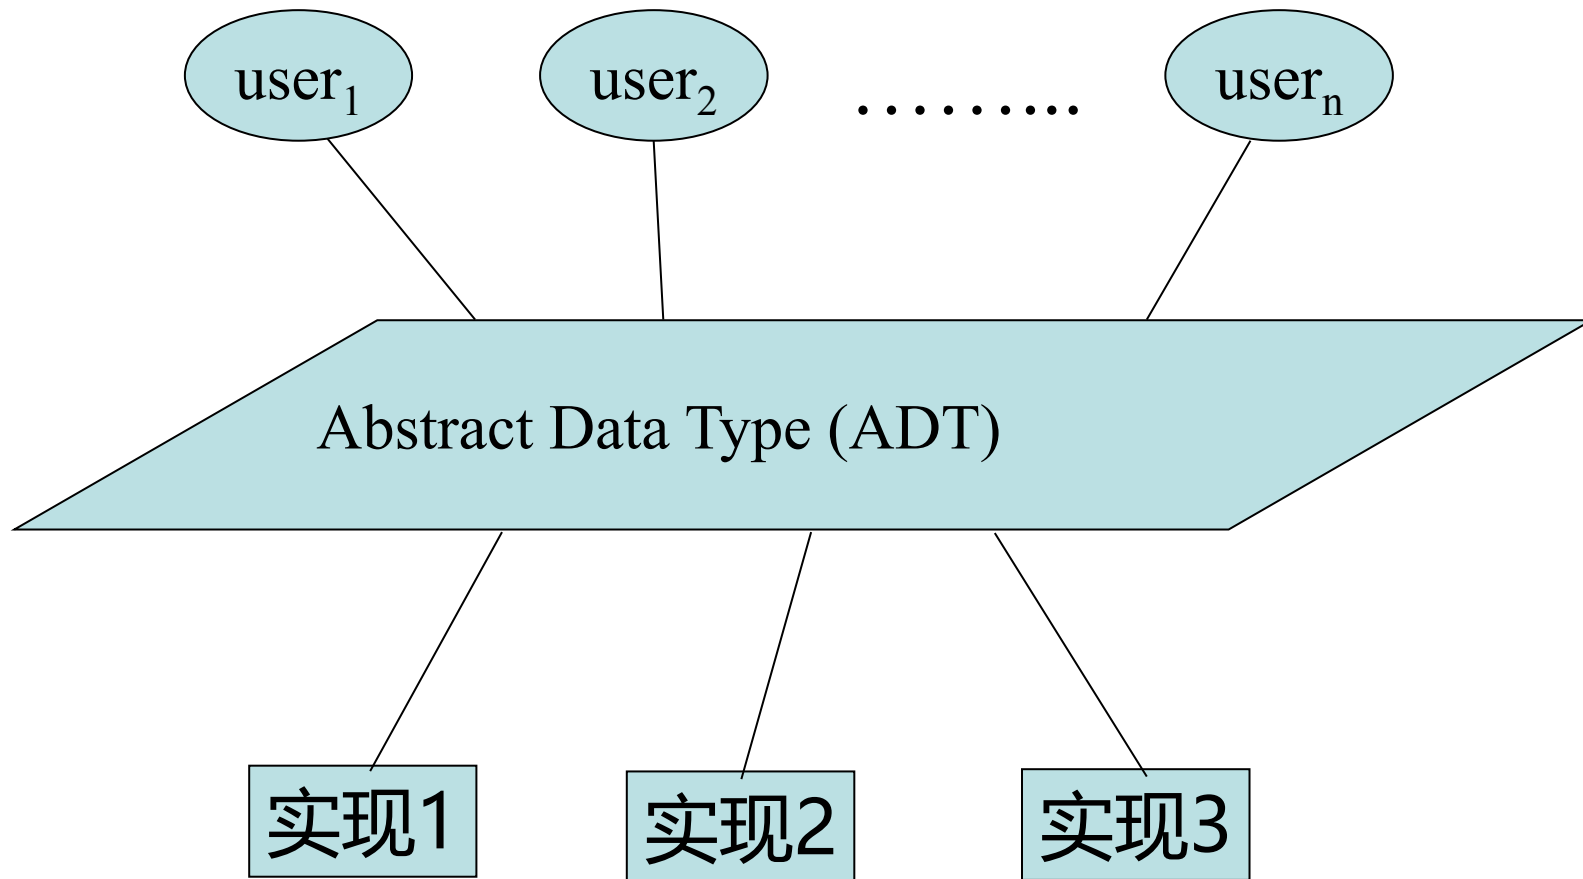 user₁ user₂ ……….. userₙ
Abstract Data Type (ADT)
实现1 实现2 实现3